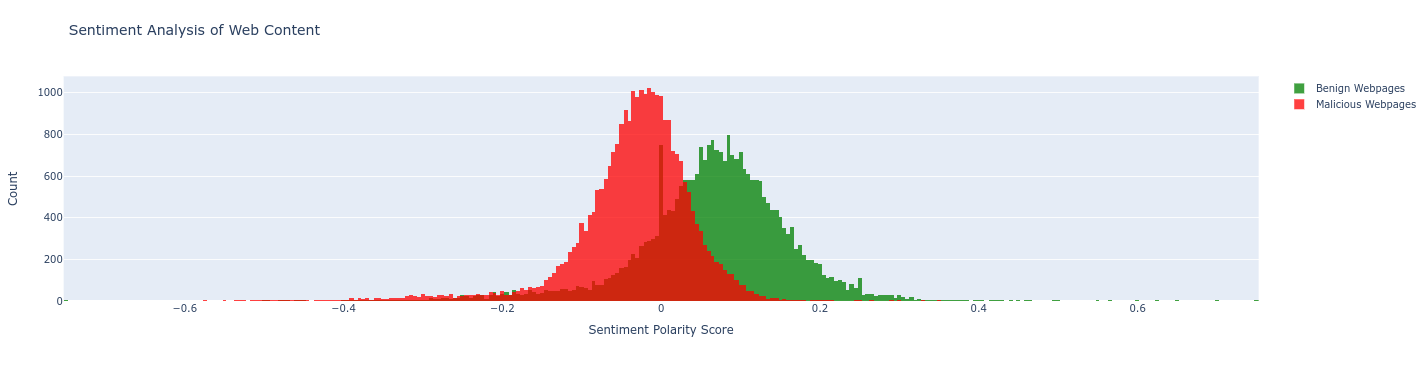 Sentiment Analysis of Web Content
Benign Webpages
Malicious Webpages
Count
1000
800
600
400
200
0
−0.6 −0.4 −0.2 0 0.2 0.4 0.6
Sentiment Polarity Score